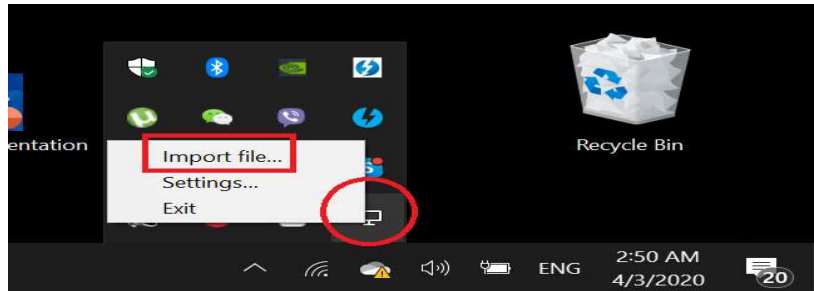 entation
Recycle Bin
Import file...
Settings...
Exit
ENG
2:50 AM
4/3/2020
20